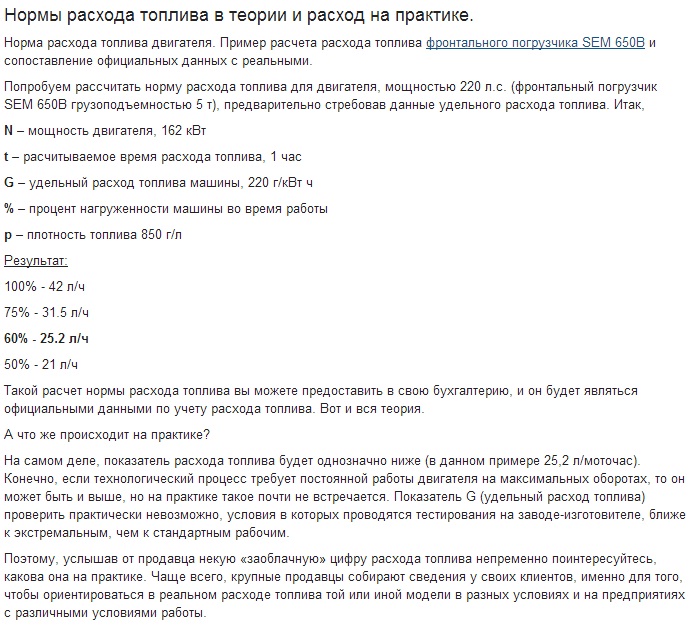 Нормы расхода топлива в теории и расход на практике.
Норма расхода топлива двигателя. Пример расчета расхода топлива фронтального погрузчика SEM 650B и
сопоставление официальных данных с реальными.
Попробуем рассчитать норму расхода топлива для двигателя, мощностью 220 л.с. (фронтальный погрузчик
SEM 650B грузоподъемностью 5 т), предварительно стребовав данные удельного расхода топлива. Итак,
N – мощность двигателя, 162 кВт
t – расчитываемое время расхода топлива, 1 час
G – удельный расход топлива машины, 220 г/кВт ч
% – процент нагруженности машины во время работы
p – плотность топлива 850 г/л
Результат:
100% - 42 л/ч
75% - 31.5 л/ч
60% - 25.2 л/ч
50% - 21 л/ч
Такой расчет нормы расхода топлива вы можете предоставить в свою бухгалтерию, и он будет являться
официальными данными по учету расхода топлива. Вот и вся теория.
А что же происходит на практике?
На самом деле, показатель расхода топлива будет однозначно ниже (в данном примере 25,2 л/моточас).
Конечно, если технологический процесс требует постоянной работы двигателя на максимальных оборотах, то он
может быть и выше, но на практике такое почти не встречается. Показатель G (удельный расход топлива)
проверить практически невозможно, условия в которых проводятся тестирования на заводе-изготовителе, ближе
к экстремальным, чем к стандартным рабочим.
Поэтому, услышав от продавца некую «заоблачную» цифру расхода топлива непременно поинтересуйтесь,
какова она на практике. Чаще всего, крупные продавцы собирают сведения у своих клиентов, именно для того,
чтобы ориентироваться в реальном расходе топлива той или иной модели в разных условиях и на предприятиях
с различными условиями работы.